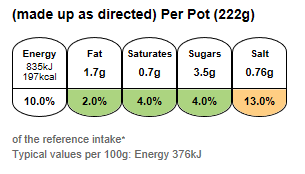 (made up as directed) Per Pot (222g)
Energy Fat Saturates Sugars Salt
835kJ
197kcal 1.7g 0.7g 3.5g 0.76g
10.0% 2.0% 4.0% 4.0% 13.0%
of the reference intake*
Typical values per 100g: Energy 376kJ